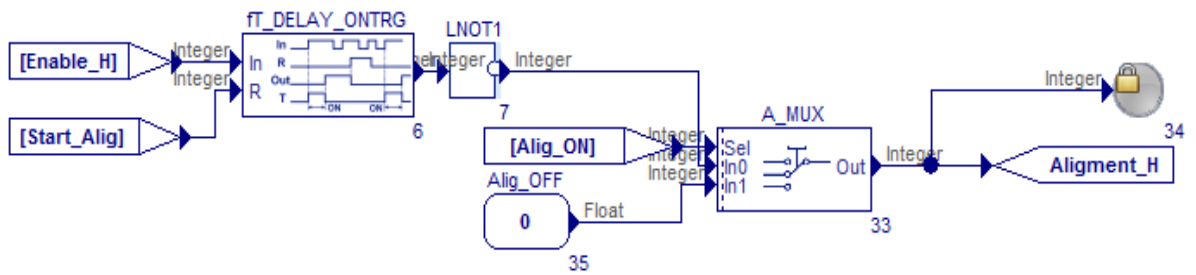 fT_DELAY_ONTRG
LNOT1
[Enable_H]
Integer
In
In
R
Out
T
ON
ON
Integer
R
Integer
Integer
6
7
[Start_Alig]
[Alig_ON]
A_MUX
Integer
Integer
Integer
Sel
In0
In1
Out
33
Integer
Integer
34
Aligment_H
Alig_OFF
0
Float
35